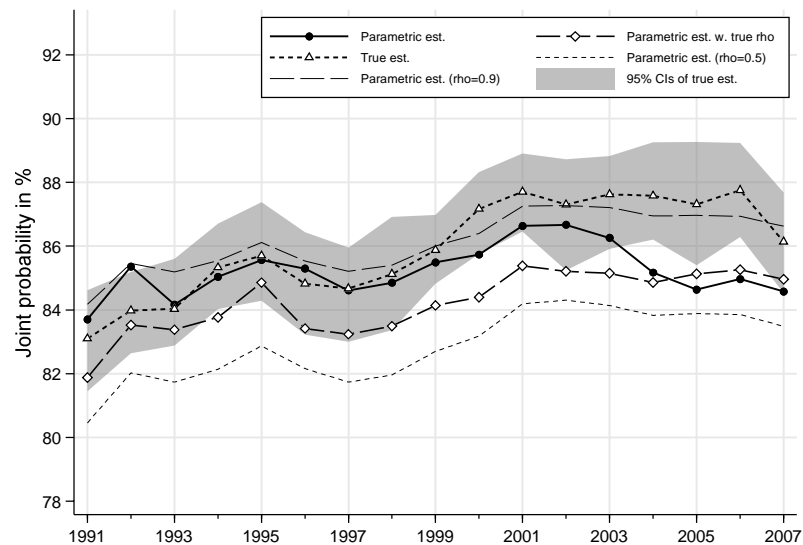 Parametric est.
Parametric est. w. true rho
True est.
Parametric est. (rho=0.5)
Parametric est. (rho=0.9)
95% CIs of true est.
Joint probability in %
92
90
88
86
84
82
80
78
1991 1993 1995 1997 1999 2001 2003 2005 2007